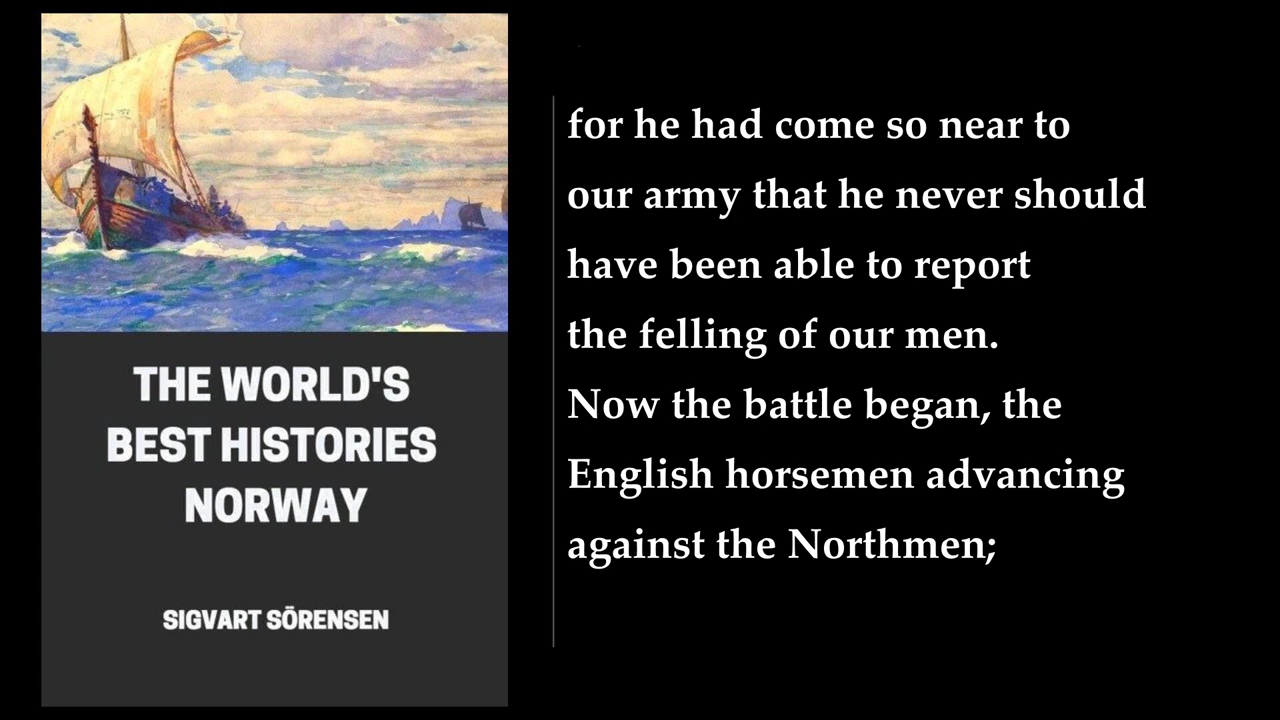 THE WORLD'S
BEST HISTORIES
NORWAY
SIGVART SÖRENSEN
for he had come so near to
our army that he never should
have been able to report
the felling of our men.
Now the battle began, the
English horsemen advancing
against the Northmen;